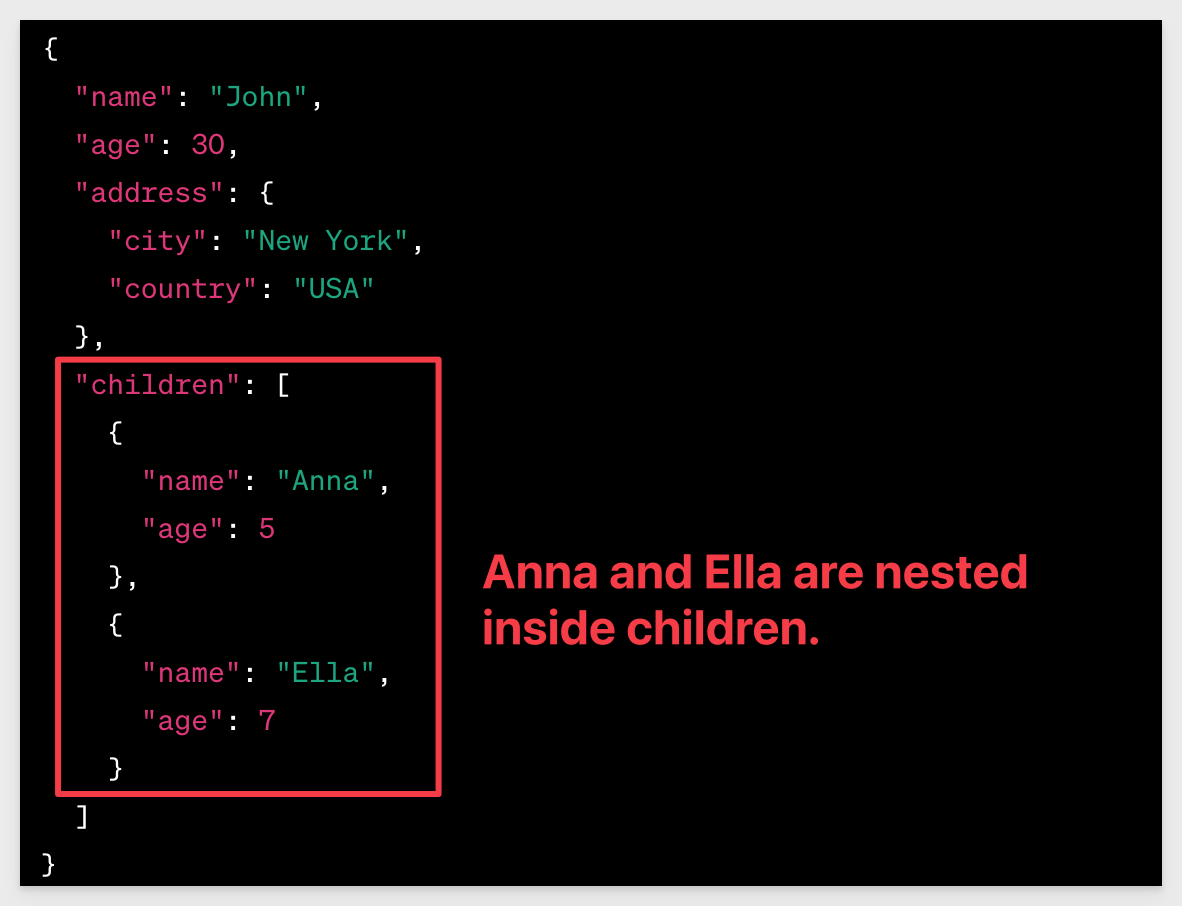 {
  "name": "John",
  "age": 30,
  "address": {
    "city": "New York",
    "country": "USA"
  },
  "children": [
    {
      "name": "Anna",
      "age": 5
    },
    {
      "name": "Ella",
      "age": 7
    }
  ]
}
Anna and Ella are nested
inside children.